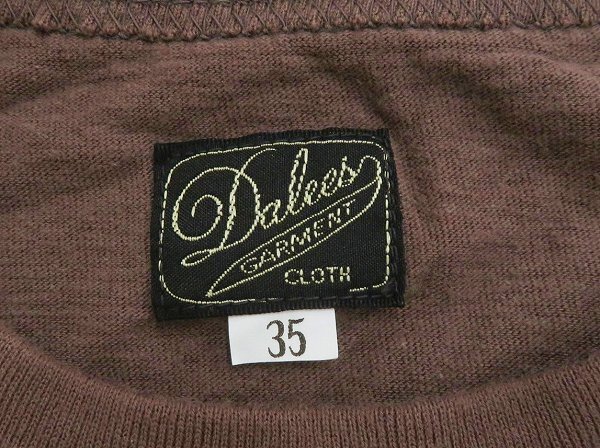 Dalee's
GARMENT
CLOTH
35